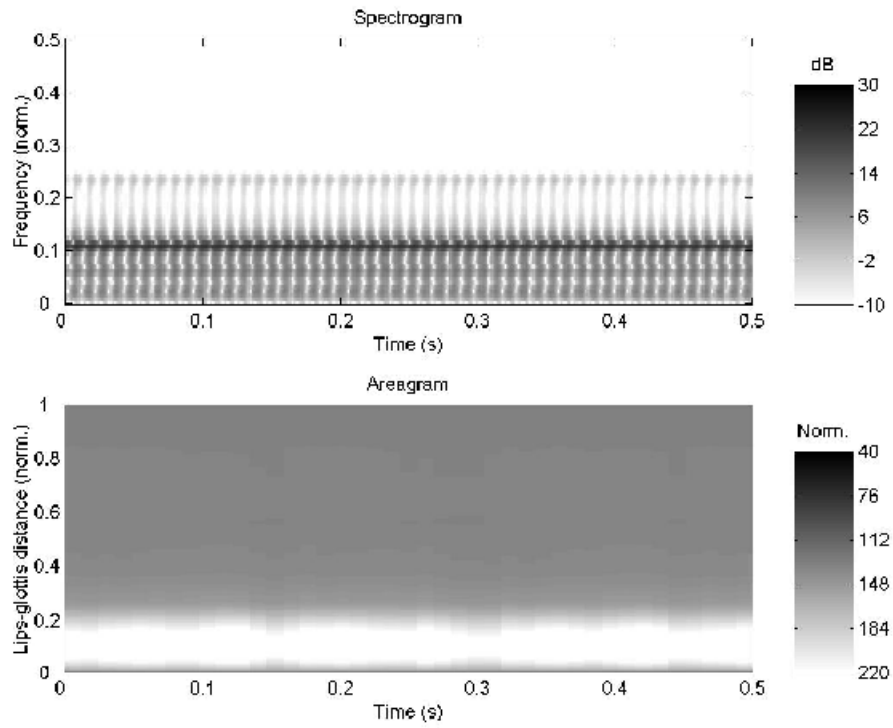 Spectrogram
0.5
0.4
0.3
0.2
0.1
0
Frequency (norm.)
0 0.1 0.2 0.3 0.4 0.5
Time (s)
dB
30
22
14
6
-2
-10
Areagram
1
0.8
0.6
0.4
0.2
0
Lips-glottis distance (norm.)
0 0.1 0.2 0.3 0.4 0.5
Time (s)
Norm.
40
76
112
148
184
220